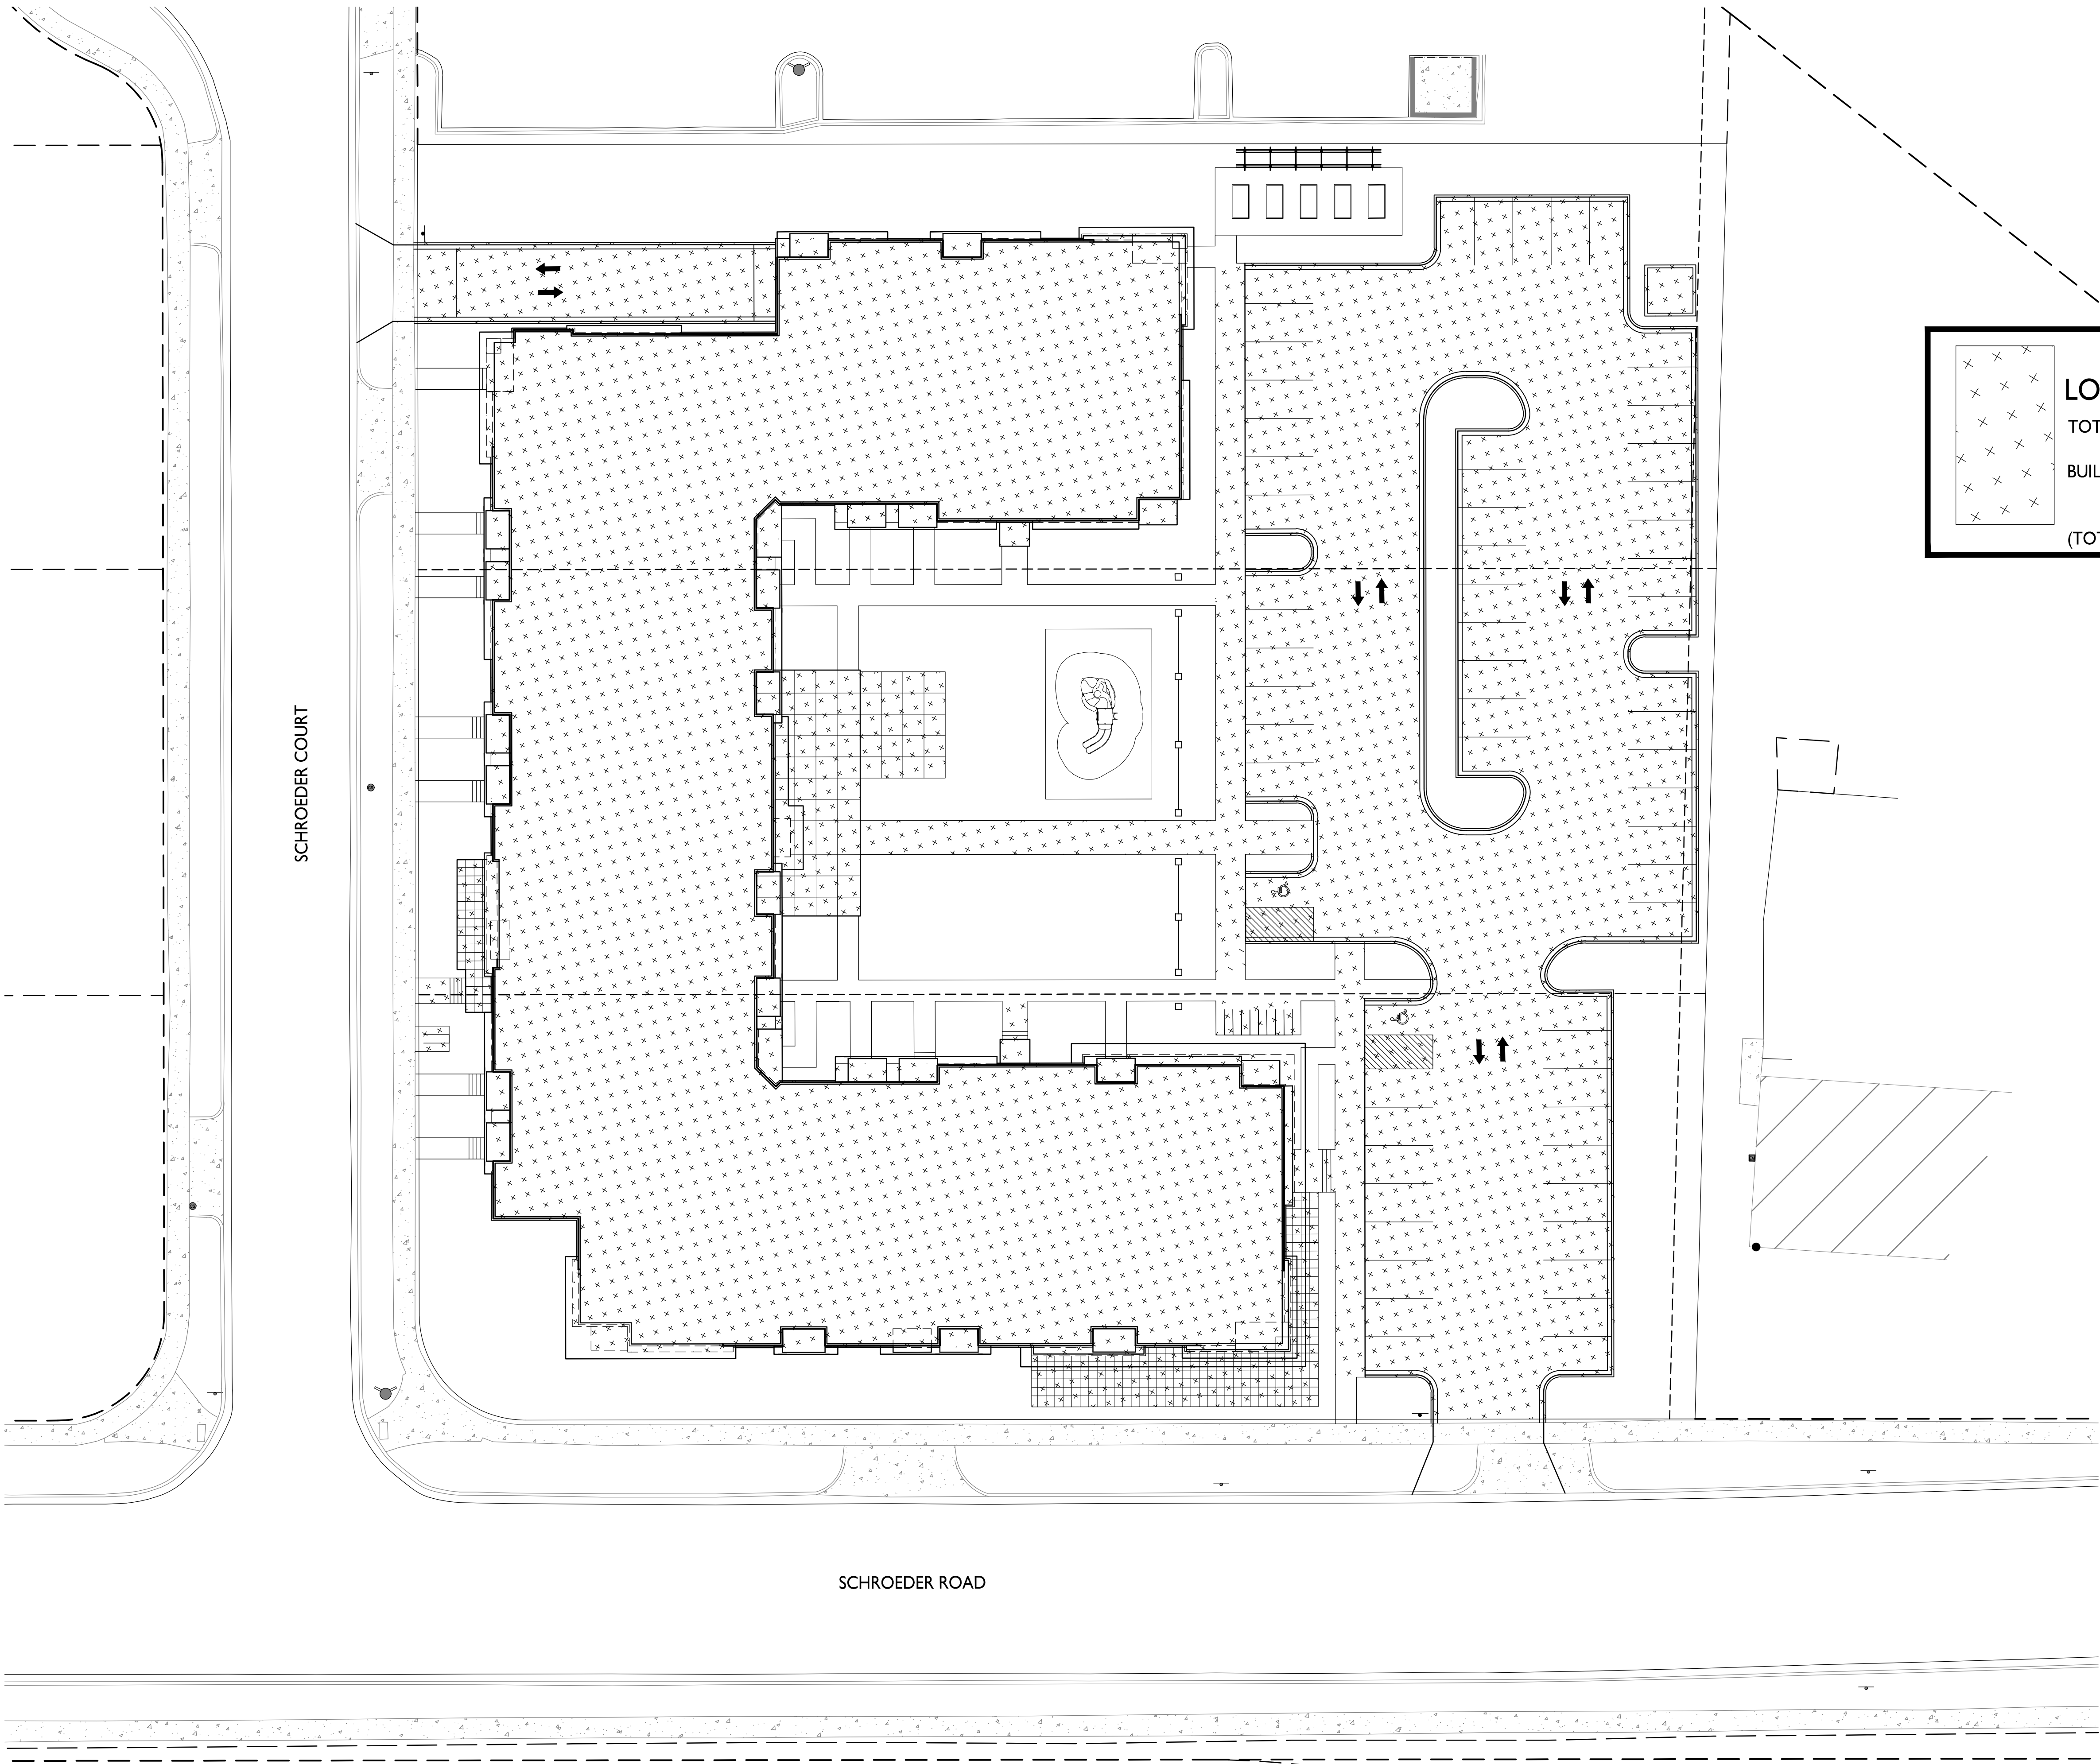 LO
TOT
BUIL
(TOT
SCHROEDER COURT
SCHROEDER ROAD